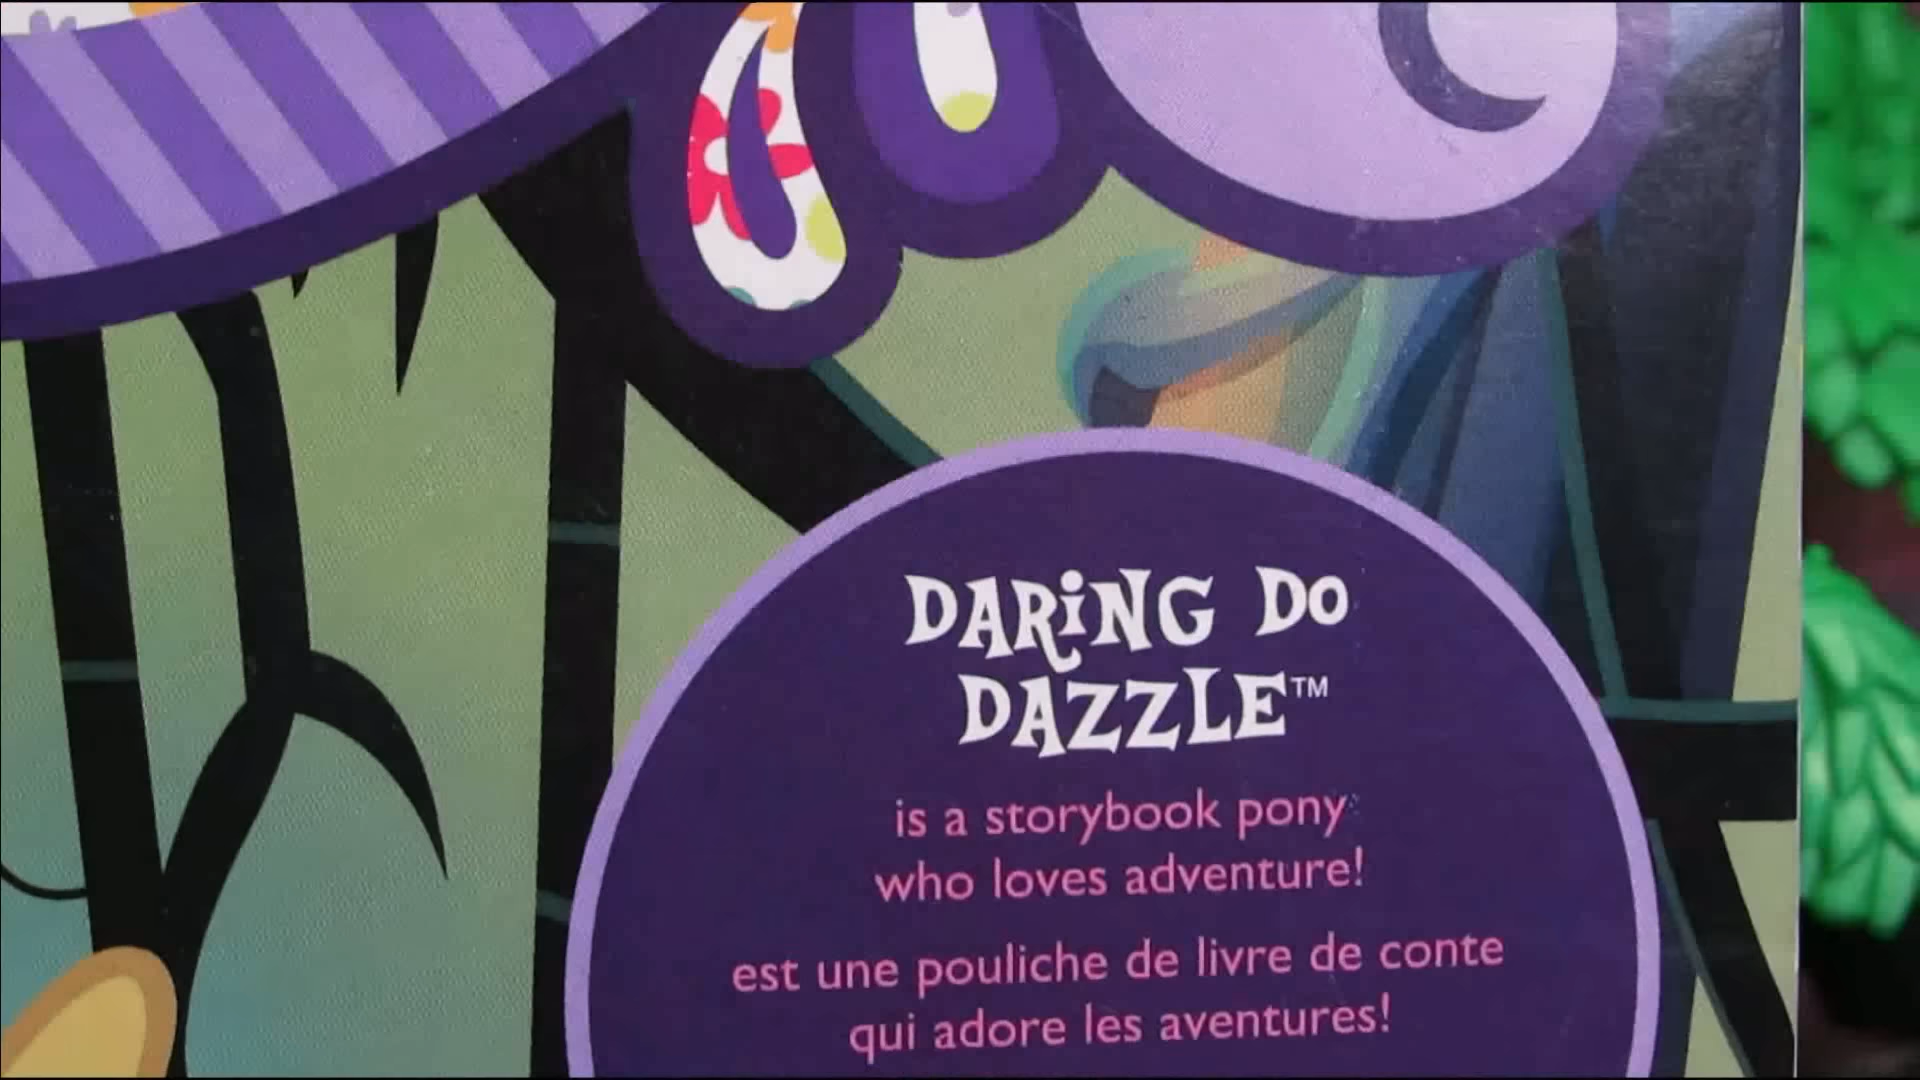 DARiNG DO
DAZZLE™
is a storybook pony
who loves adventure!
est une pouliche de livre de conte
qui adore les aventures!